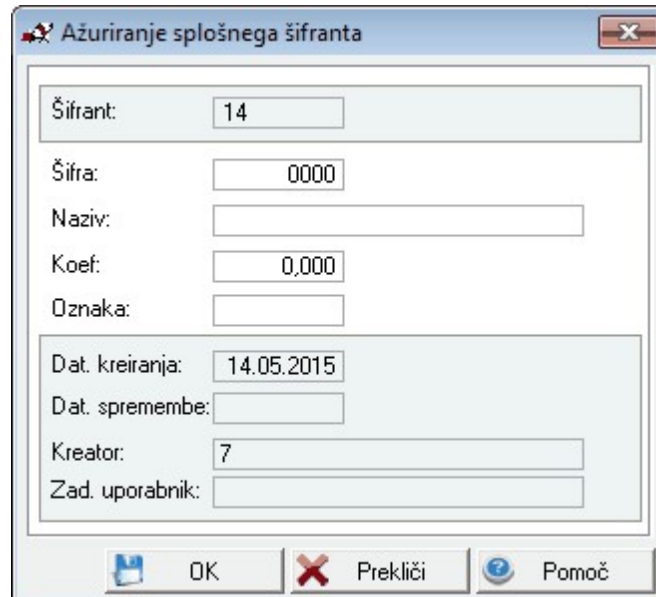 Ažuriranje splošnega šifranta
Šifrant: 14
Šifra: 0000
Naziv:
Koef: 0,000
Oznaka:
Dat. kreiranja: 14.05.2015
Dat. spremembe:
Kreator: 7
Zad. uporabnik:
OK Prekliči Pomoč